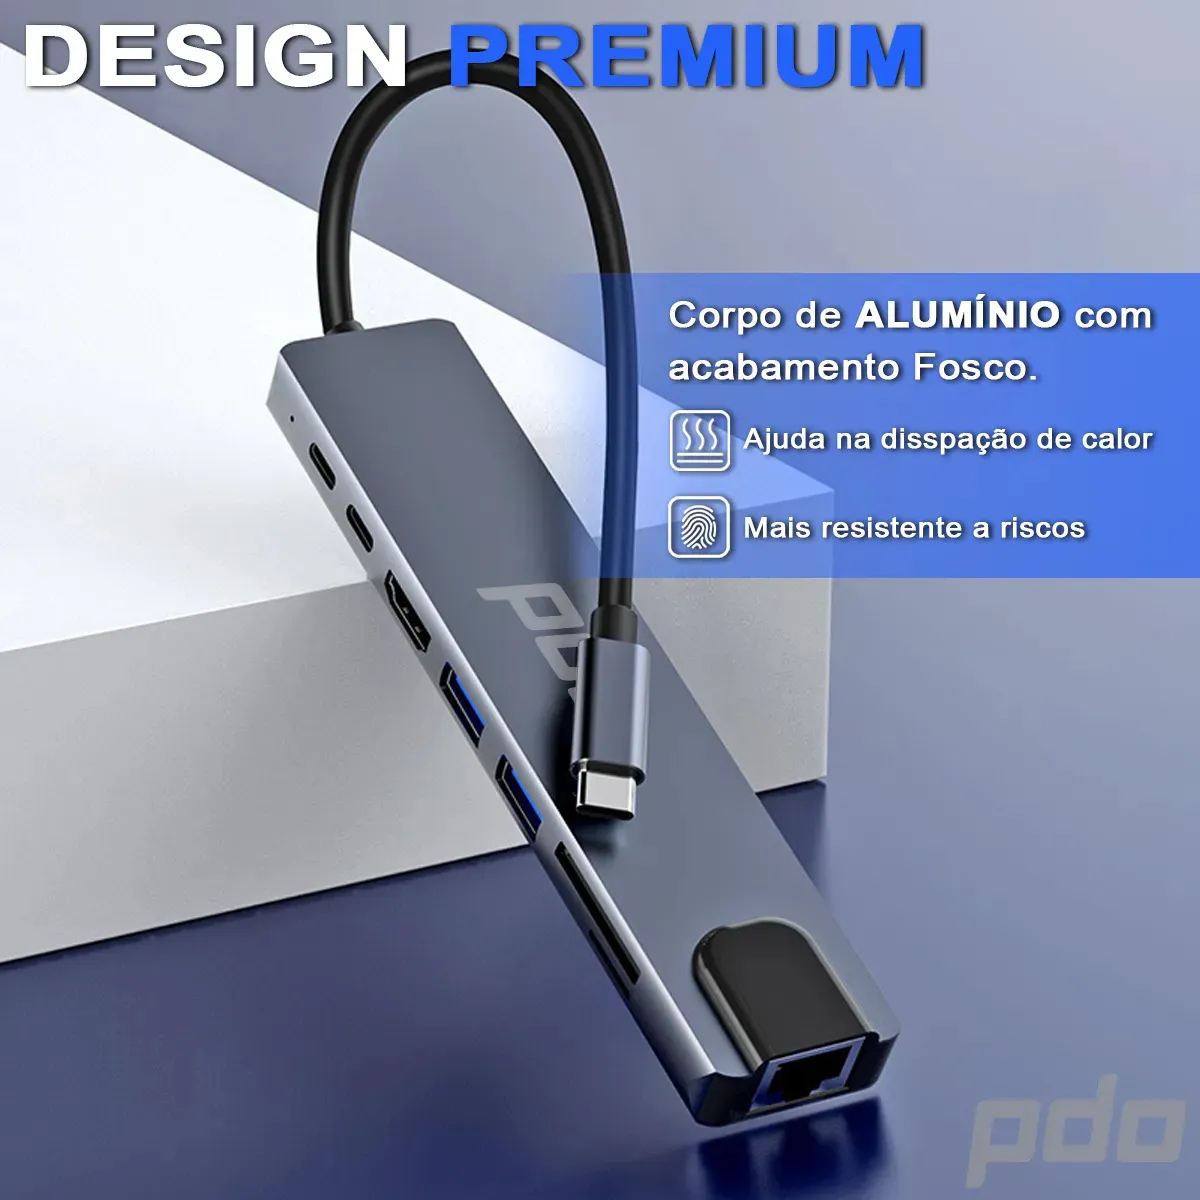 DESIGN PREMIUM
Corpo de ALUMÍNIO com
acabamento Fosco.
Ajuda na disspação de calor
Mais resistente a riscos
pdo
pdo